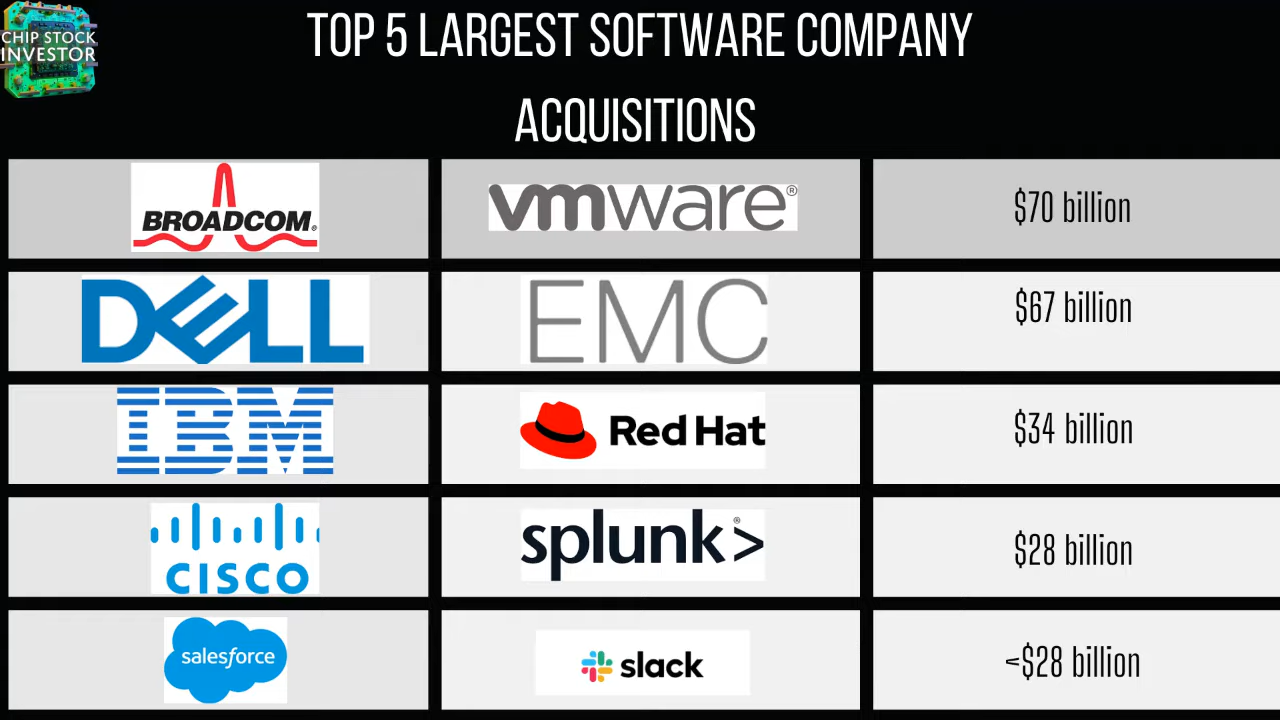 CHIP STOCK
INVESTOR
TOP 5 LARGEST SOFTWARE COMPANY
ACQUISITIONS
BROADCOM® vmware® $70 billion
DELL EMC $67 billion
IBM Red Hat $34 billion
CISCO splunk>® $28 billion
salesforce slack <$28 billion